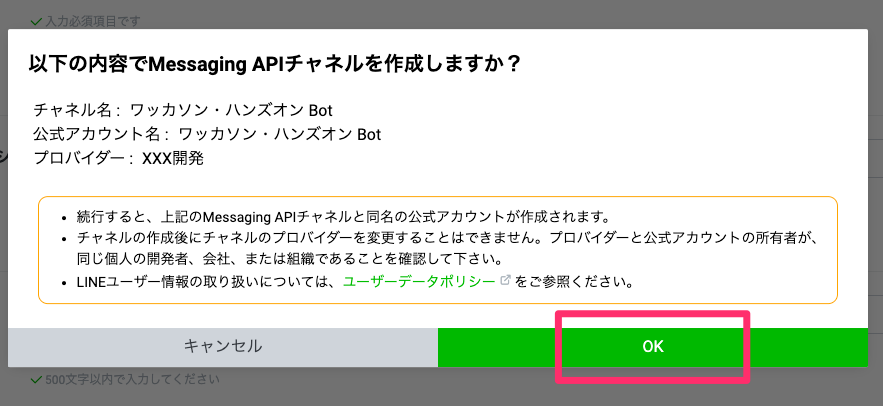 入力必須項目です
以下の内容でMessaging APIチャネルを作成しますか？
チャネル名： ワッカソン・ハンズオン Bot
公式アカウント名： ワッカソン・ハンズオン Bot
プロバイダー： XXX開発
• 続行すると、上記のMessaging APIチャネルと同名の公式アカウントが作成されます。
• チャネルの作成後にチャネルのプロバイダーを変更することはできません。プロバイダーと公式アカウントの所有者が、
同じ個人の開発者、会社、または組織であることを確認して下さい。
• LINEユーザー情報の取り扱いについては、ユーザーデータポリシー をご参照ください。
キャンセル
OK
500文字以内で入力してください